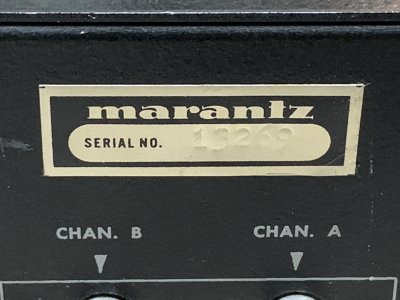 marantz
SERIAL NO. 13269
CHAN. B CHAN. A